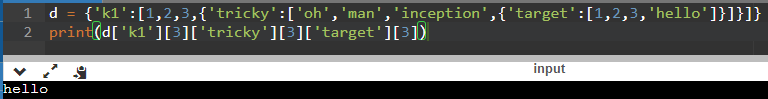 1 d = {'k1':[1,2,3,{'tricky':['oh','man','inception',{'target':[1,2,3,'hello']}]}]}
2 print(d['k1'][3]['tricky'][3]['target'][3])
input
hello